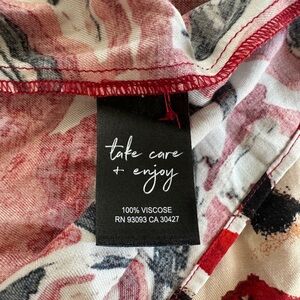 take care
+ enjoy
100% VISCOSE
RN 93093 CA 30427